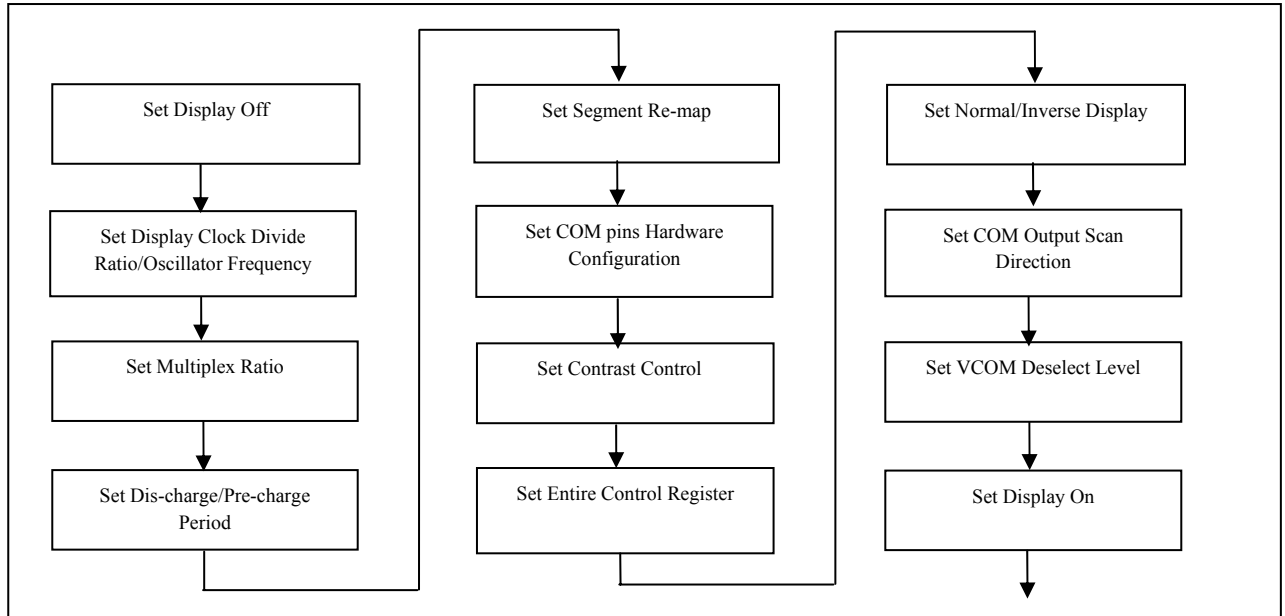 Set Display Off
Set Display Clock Divide
Ratio/Oscillator Frequency
Set Multiplex Ratio
Set Dis-charge/Pre-charge
Period
Set Segment Re-map
Set COM pins Hardware
Configuration
Set Contrast Control
Set Entire Control Register
Set Normal/Inverse Display
Set COM Output Scan
Direction
Set VCOM Deselect Level
Set Display On